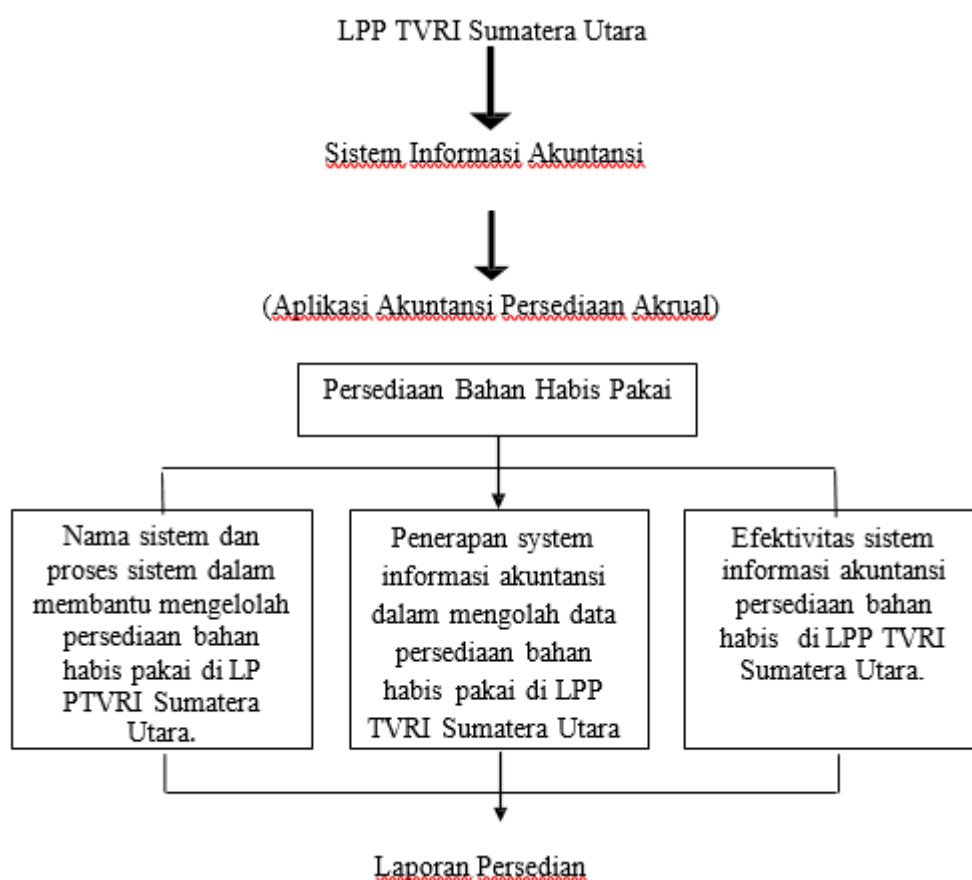 LPP TVRI Sumatera Utara
Sistem Informasi Akuntansi
(Aplikasi Akuntansi Persediaan Akrual)
Persediaan Bahan Habis Pakai
Nama sistem dan
proses sistem dalam
membantu mengelolah
persediaan bahan
habis pakai di LP
PTVRI Sumatera
Utara.
Penerapan system
informasi akuntansi
dalam mengolah data
persediaan bahan
habis pakai di LPP
TVRI Sumatera Utara
Efektivitas sistem
informasi akuntansi
persediaan bahan
habis di LPP TVRI
Sumatera Utara.
Laporan Persedian